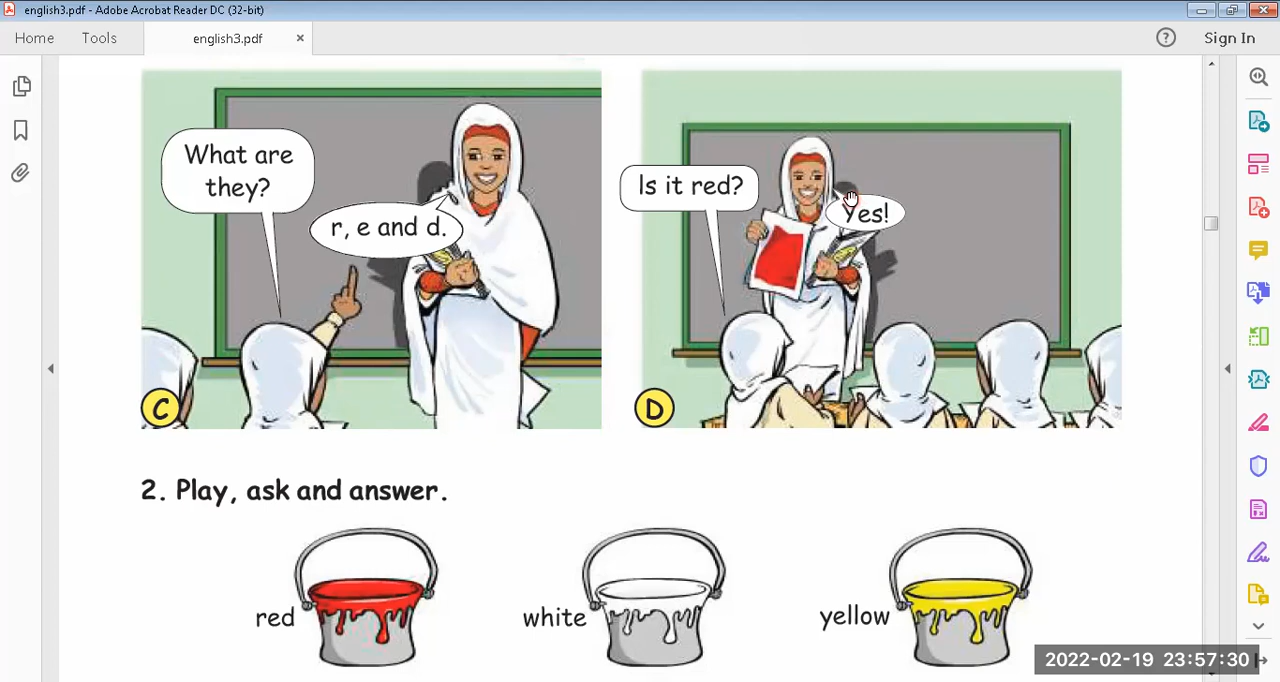 english3.pdf - Adobe Acrobat Reader DC (32-bit)
Home Tools english3.pdf × Sign In
What are
they?
r, e and d.
C
Is it red?
Yes!
D
2. Play, ask and answer.
red white yellow
2022-02-19 23:57:30